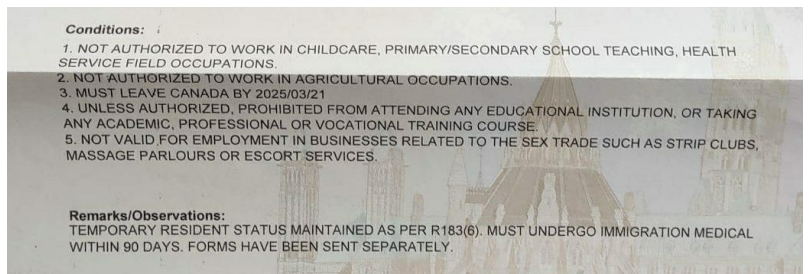 Conditions:
1. NOT AUTHORIZED TO WORK IN CHILDCARE, PRIMARY/SECONDARY SCHOOL TEACHING, HEALTH
SERVICE FIELD OCCUPATIONS.
2. NOT AUTHORIZED TO WORK IN AGRICULTURAL OCCUPATIONS.
3. MUST LEAVE CANADA BY 2025/03/21
4. UNLESS AUTHORIZED, PROHIBITED FROM ATTENDING ANY EDUCATIONAL INSTITUTION, OR TAKING
ANY ACADEMIC, PROFESSIONAL OR VOCATIONAL TRAINING COURSE.
5. NOT VALID FOR EMPLOYMENT IN BUSINESSES RELATED TO THE SEX TRADE SUCH AS STRIP CLUBS,
MASSAGE PARLOURS OR ESCORT SERVICES.
Remarks/Observations:
TEMPORARY RESIDENT STATUS MAINTAINED AS PER R183(6). MUST UNDERGO IMMIGRATION MEDICAL
WITHIN 90 DAYS. FORMS HAVE BEEN SENT SEPARATELY.